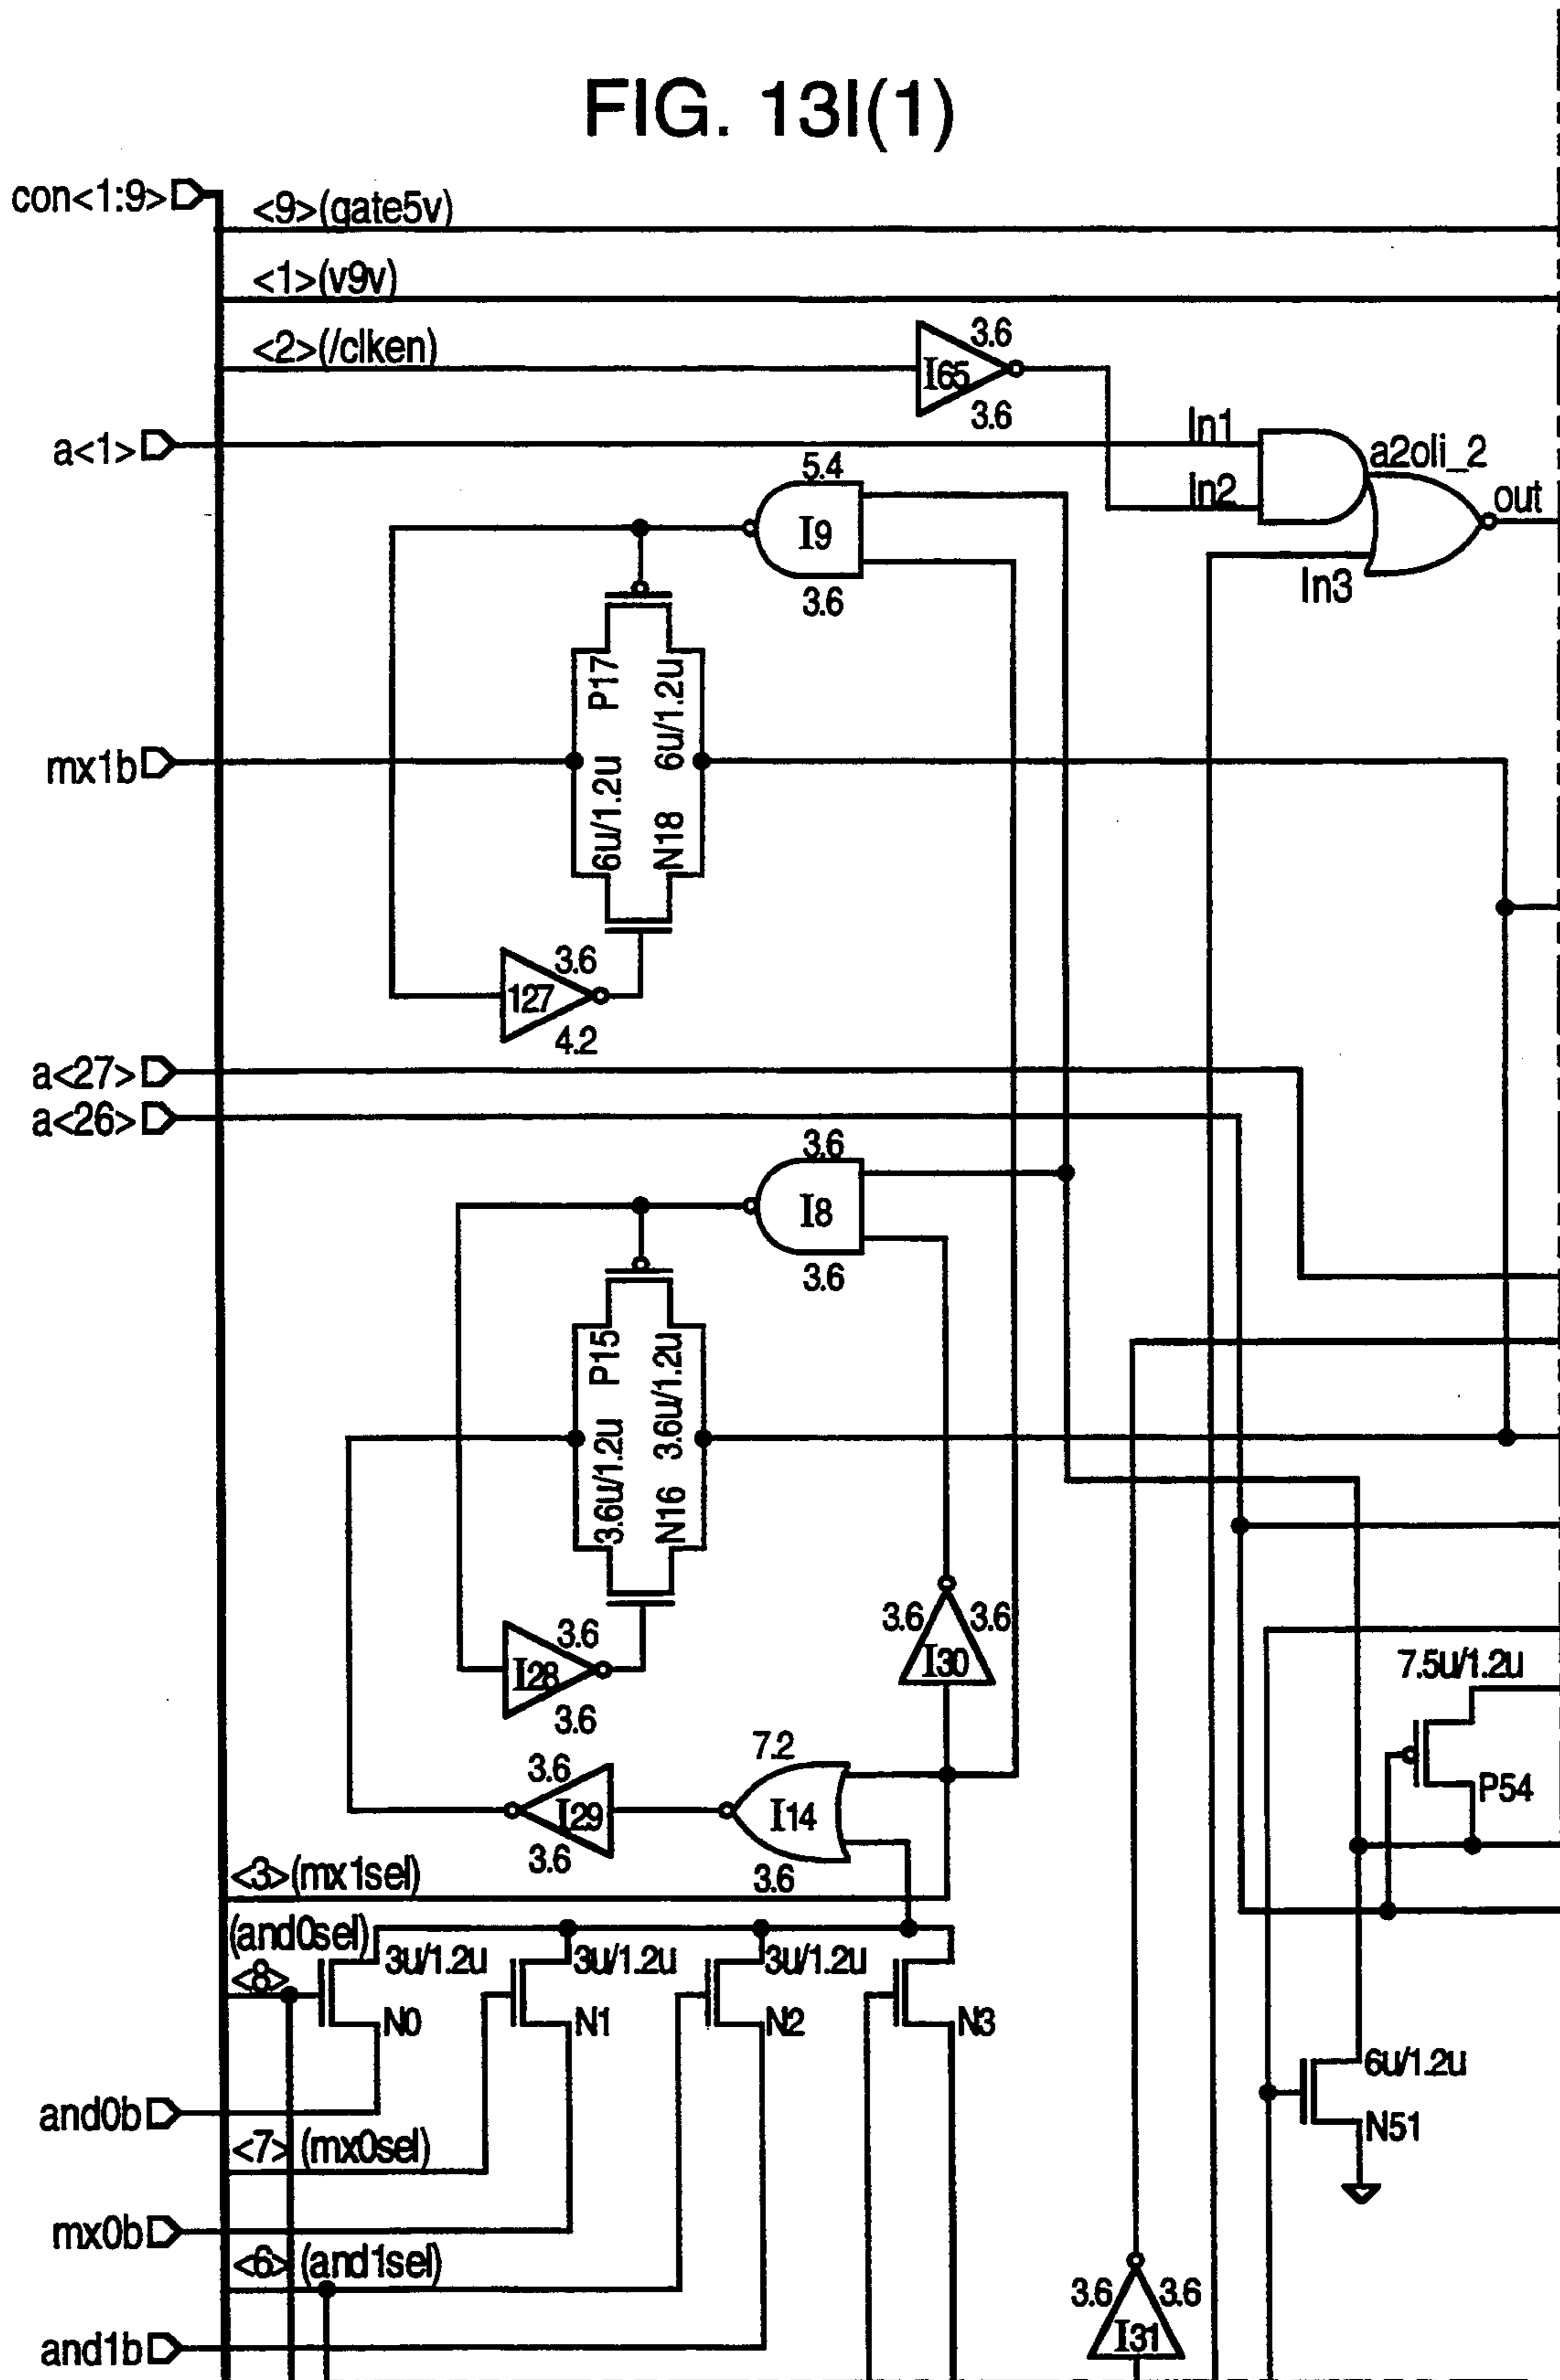 FIG. 13I(1)
con<1:9>
<9>(gate5v)
<1>(v9v)
<2>(/clken)
3.6
I65
3.6
a<1>
In1
a2oli_2
In2
out
In3
5.4
I9
3.6
P17
6u/1.2u
mx1b
6u/1.2u
N18
3.6
127
4.2
a<27>
a<26>
3.6
I8
3.6
P15
3.6u/1.2u
3.6u/1.2u
N16
3.6
I28
3.6
3.6
3.6
I30
7.5u/1.2u
P54
7.2
3.6
I29
I14
3.6
3.6
<3>(mx1sel)
(and0sel)
<8>
3u/1.2u
3u/1.2u
3u/1.2u
N0
N1
N2
N3
6u/1.2u
N51
and0b
<7>(mx0sel)
mx0b
<6>(and1sel)
3.6
3.6
I31
and1b